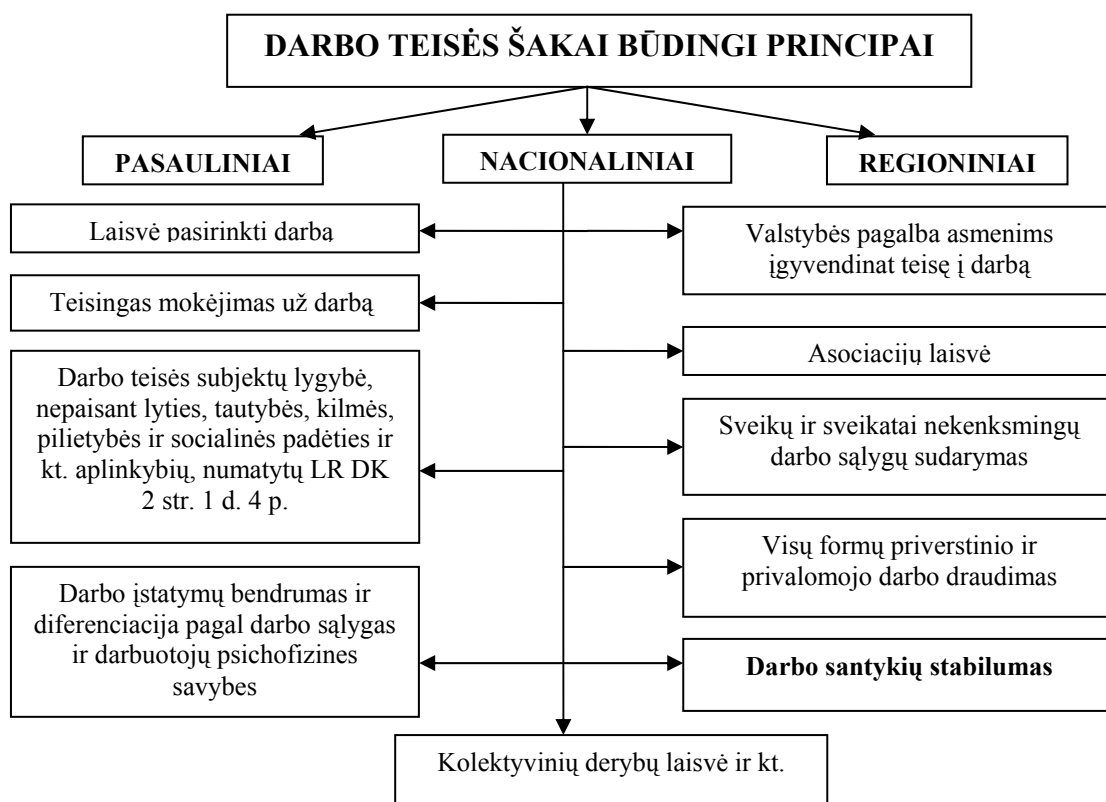 DARBO TEISĖS ŠAKAI BŪDINGI PRINCIPAI
PASAULINIAI
NACIONALINIAI
REGIONINIAI
Laisvė pasirinkti darbą
Valstybės pagalba asmenims
įgyvendinat teisę į darbą
Teisingas mokėjimas už darbą
Asociacijų laisvė
Darbo teisės subjektų lygybė,
nepaisant lyties, tautybės, kilmės,
pilietybės ir socialinės padėties ir
kt. aplinkybių, numatytų LR DK
2 str. 1 d. 4 p.
Sveikų ir sveikatai nekenksmingų
darbo sąlygų sudarymas
Visų formų priverstinio ir
privalomojo darbo draudimas
Darbo įstatymų bendrumas ir
diferenciacija pagal darbo sąlygas
ir darbuotojų psichofizines
savybes
Darbo santykių stabilumas
Kolektyvinių derybų laisvė ir kt.